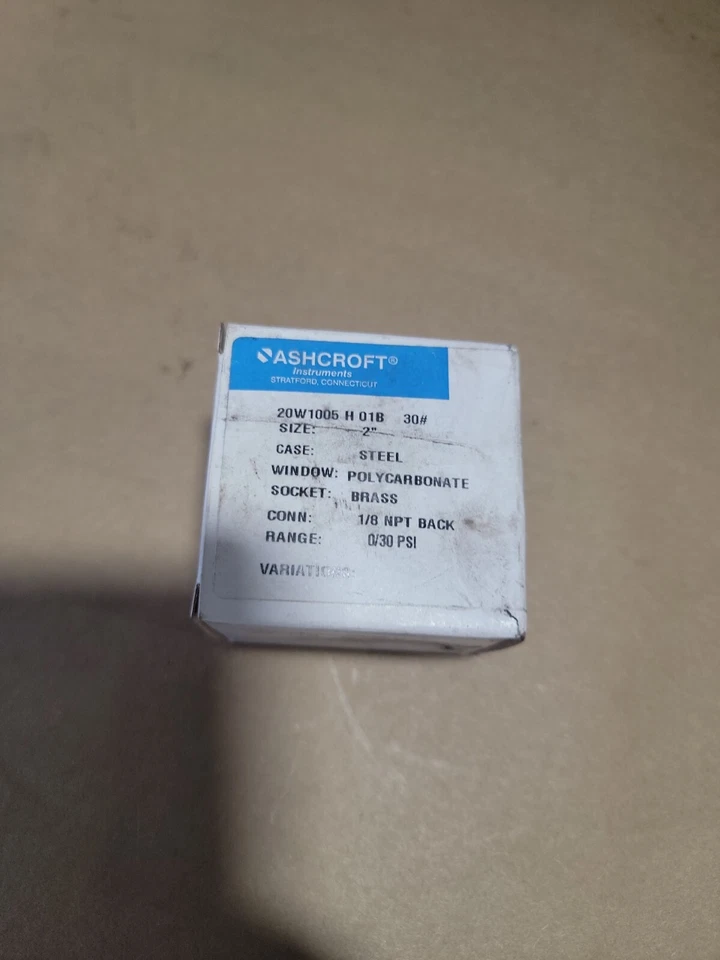 ASHCROFT®
Instruments
STRATFORD, CONNECTICUT
20W1005 H 01B 30#
SIZE: 2"
CASE: STEEL
WINDOW: POLYCARBONATE
SOCKET: BRASS
CONN: 1/8 NPT BACK
RANGE: 0/30 PSI
VARIATIONS: